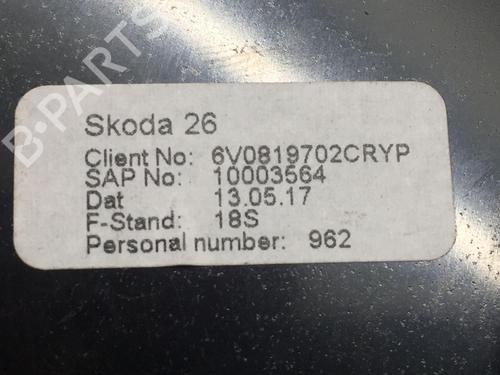 B-PARTS
Skoda 26
Client No: 6V0819702CRYP
SAP No: 10003564
Dat 13.05.17
F-Stand: 18S
Personal number: 962